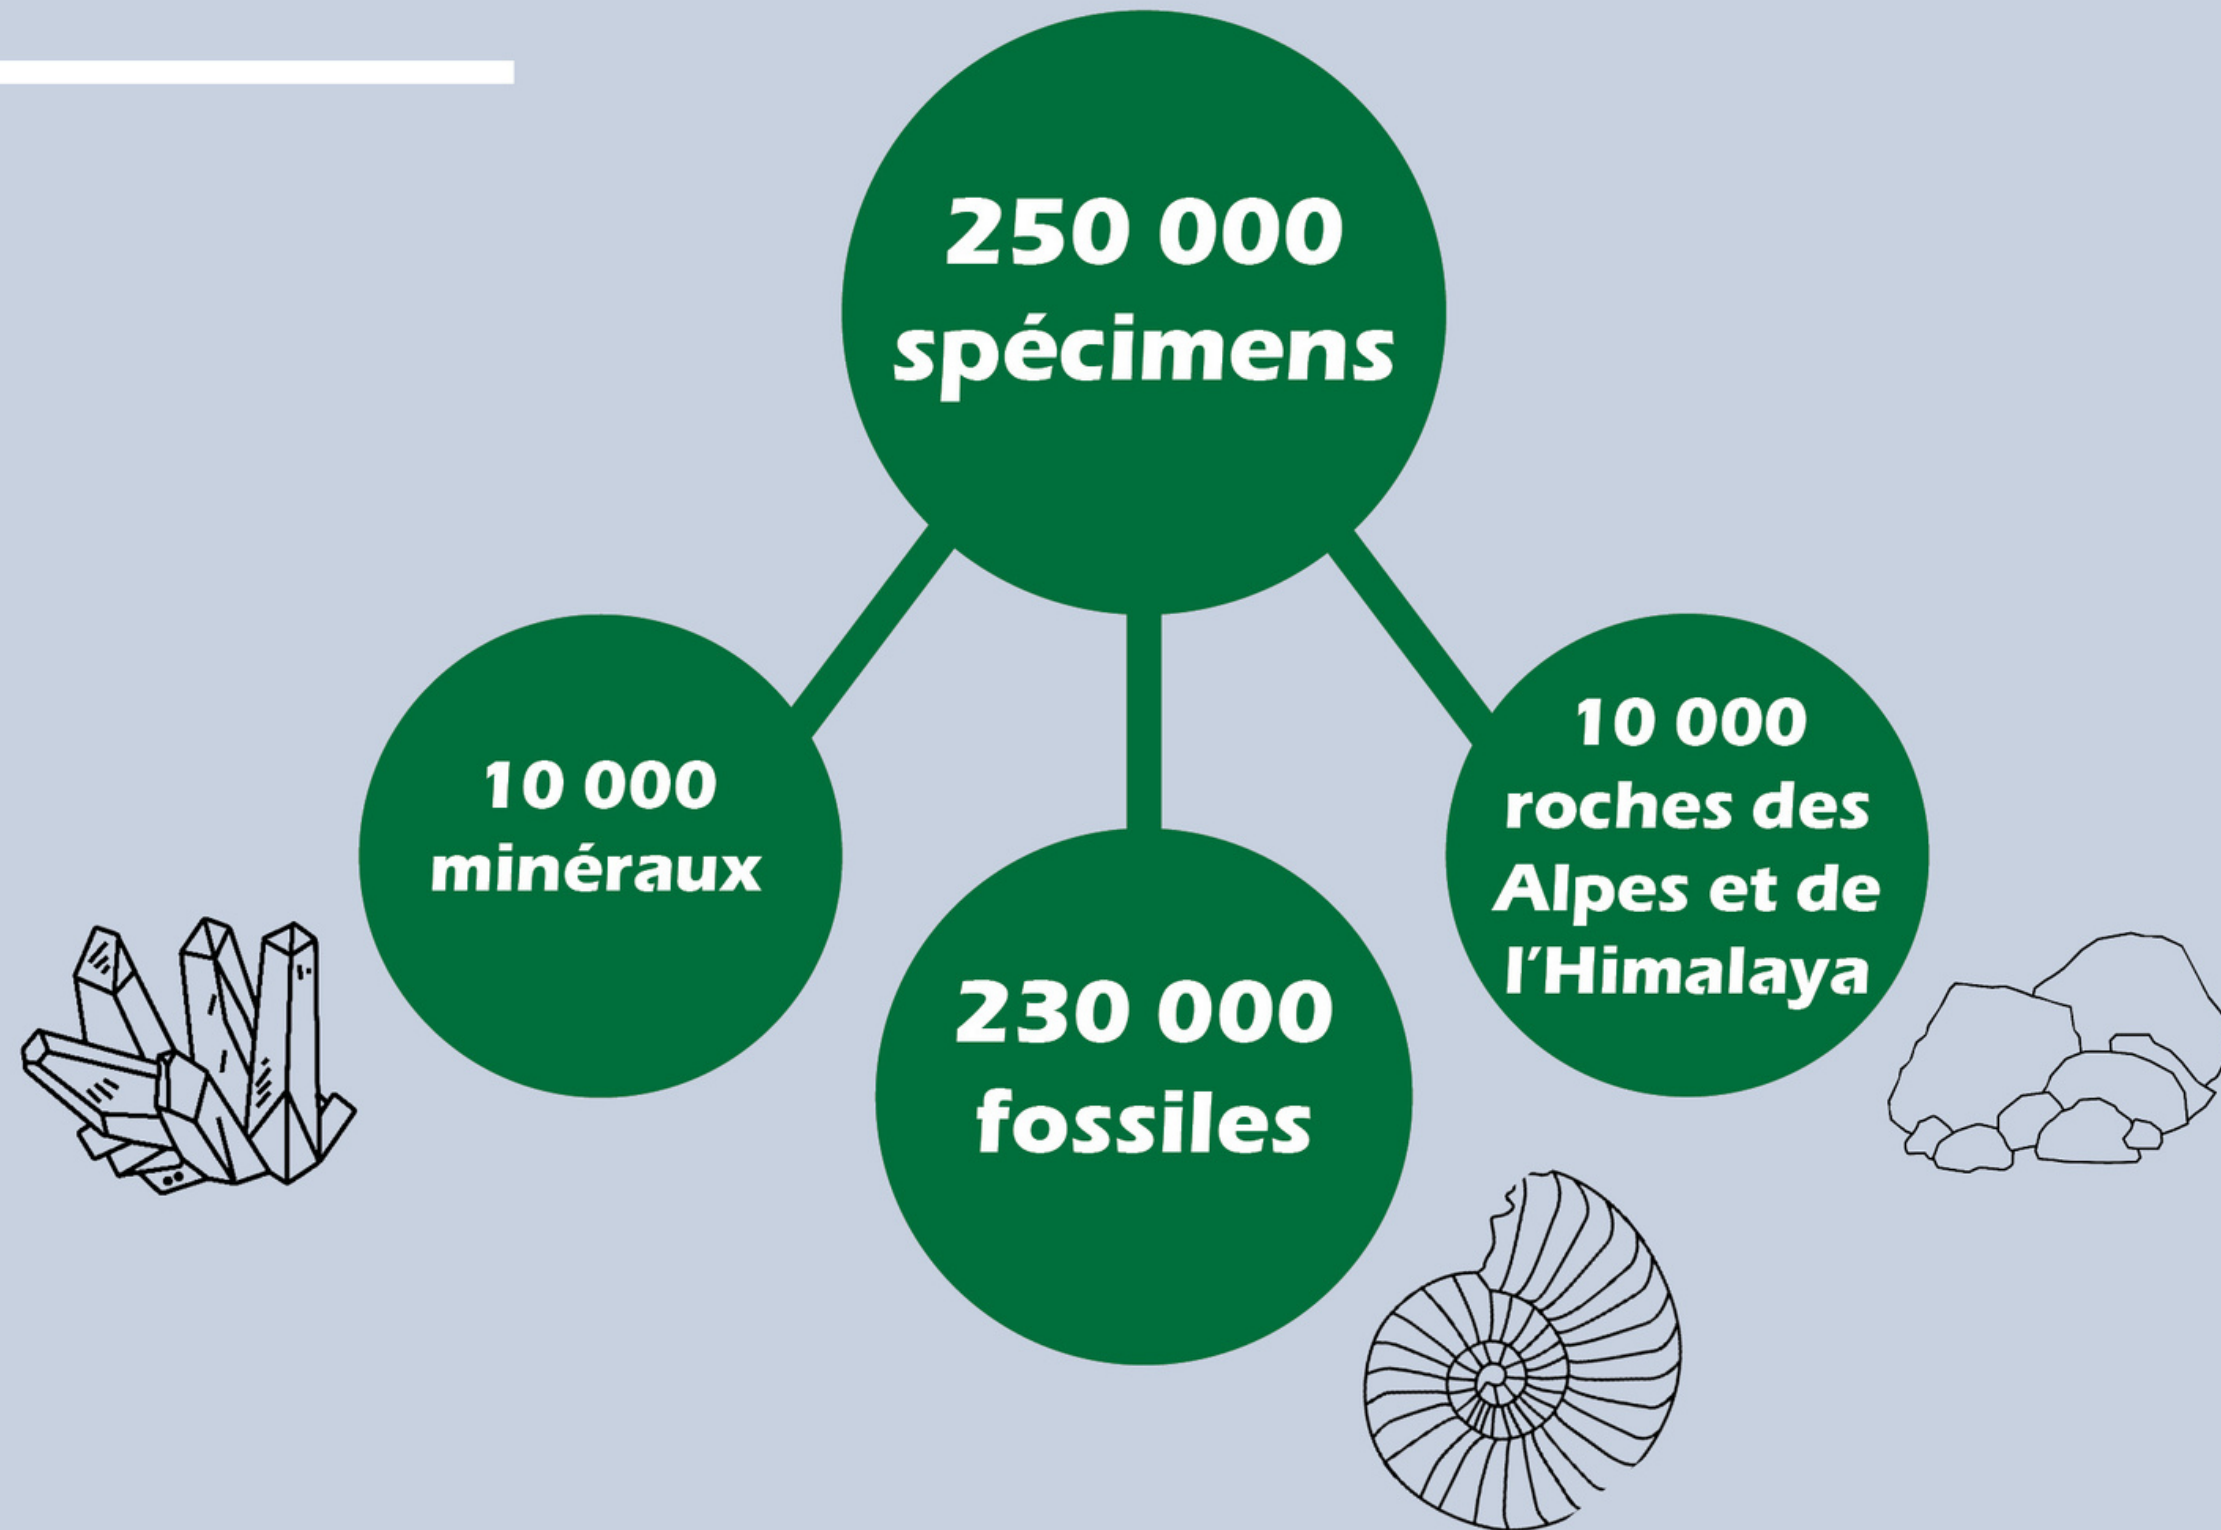 250 000
spécimens
10 000
minéraux
230 000
fossiles
10 000
roches des
Alpes et de
l'Himalaya